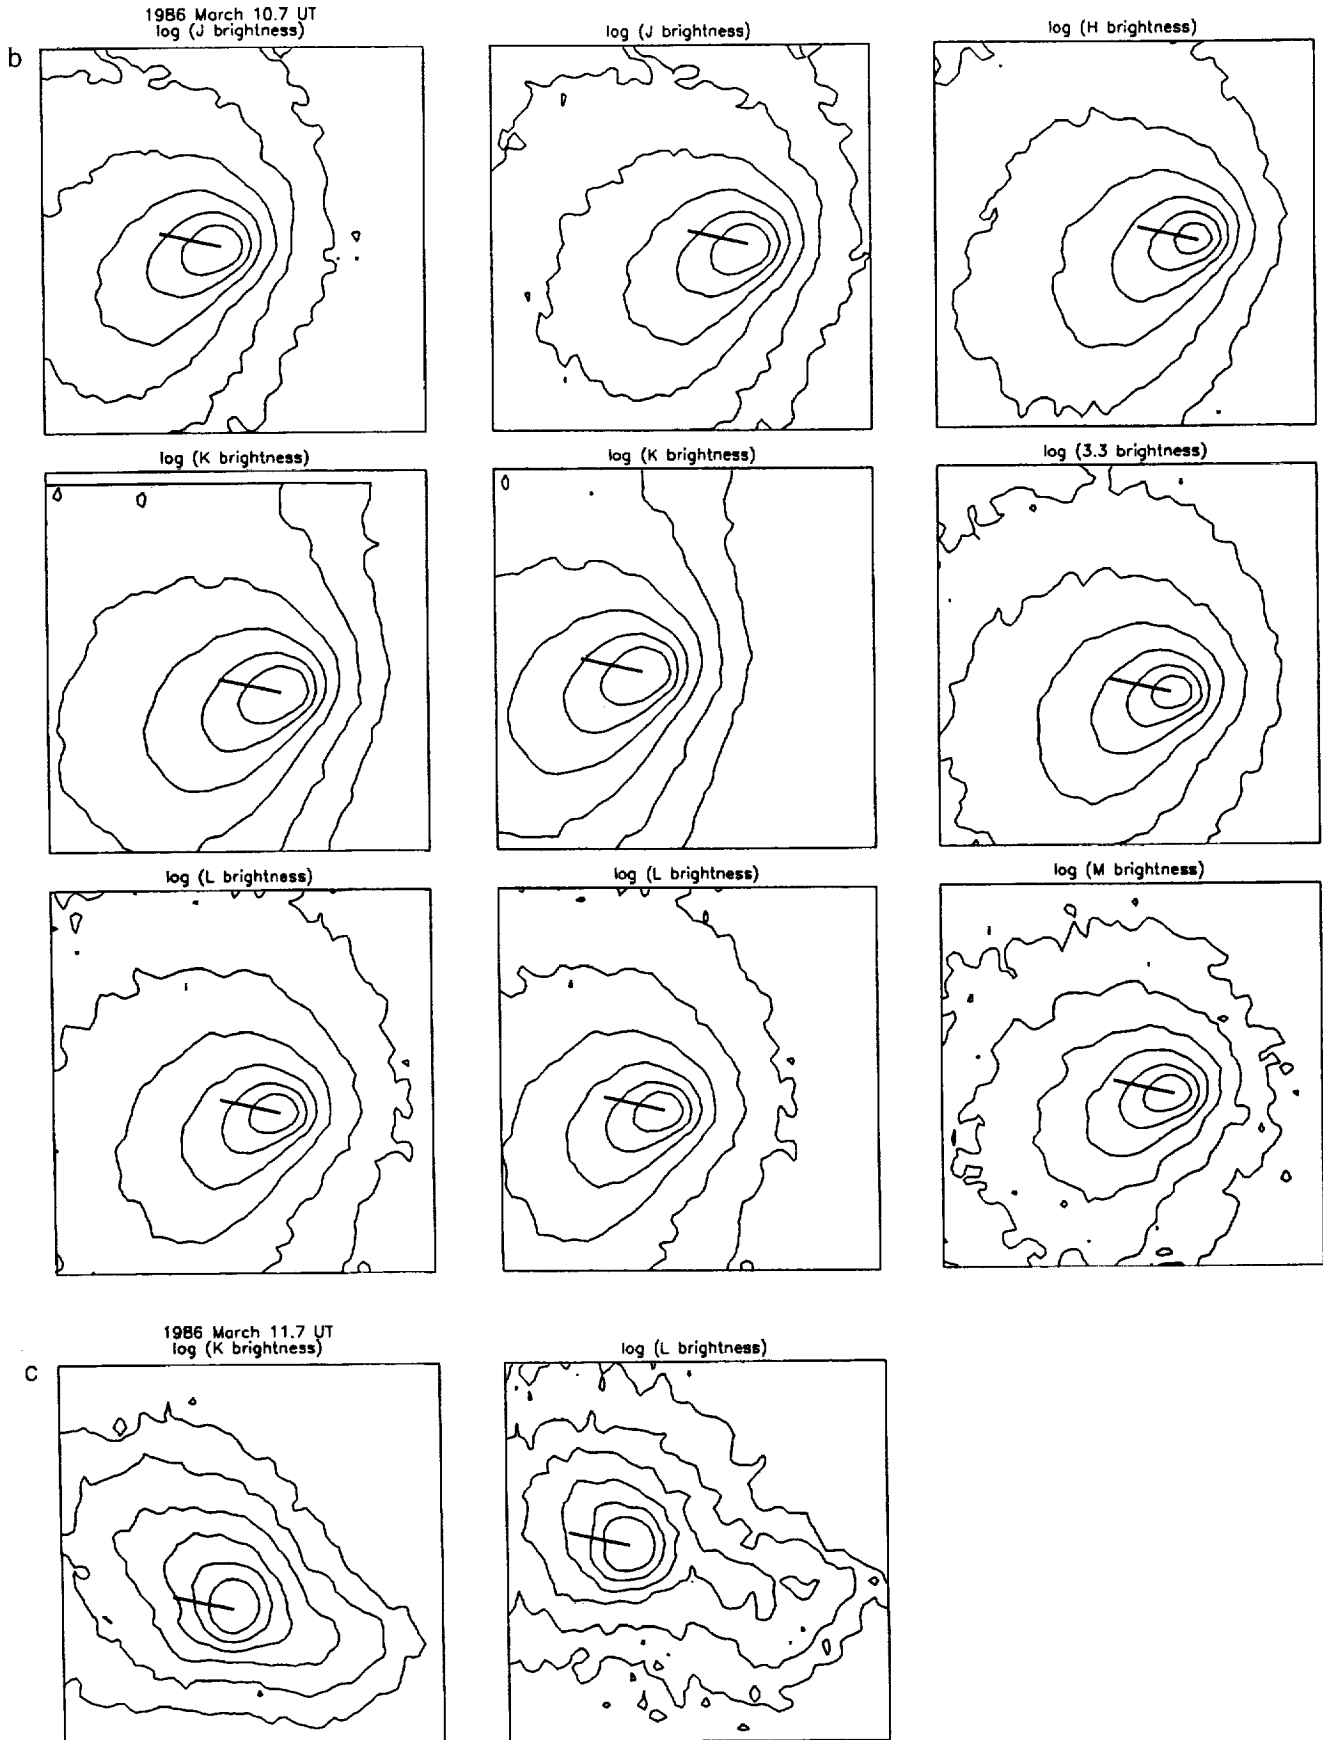 b
1986 March 10.7 UT
log (J brightness)
log (J brightness)
log (H brightness)
log (K brightness)
log (K brightness)
log (3.3 brightness)
log (L brightness)
log (L brightness)
log (M brightness)
c
1986 March 11.7 UT
log (K brightness)
log (L brightness)